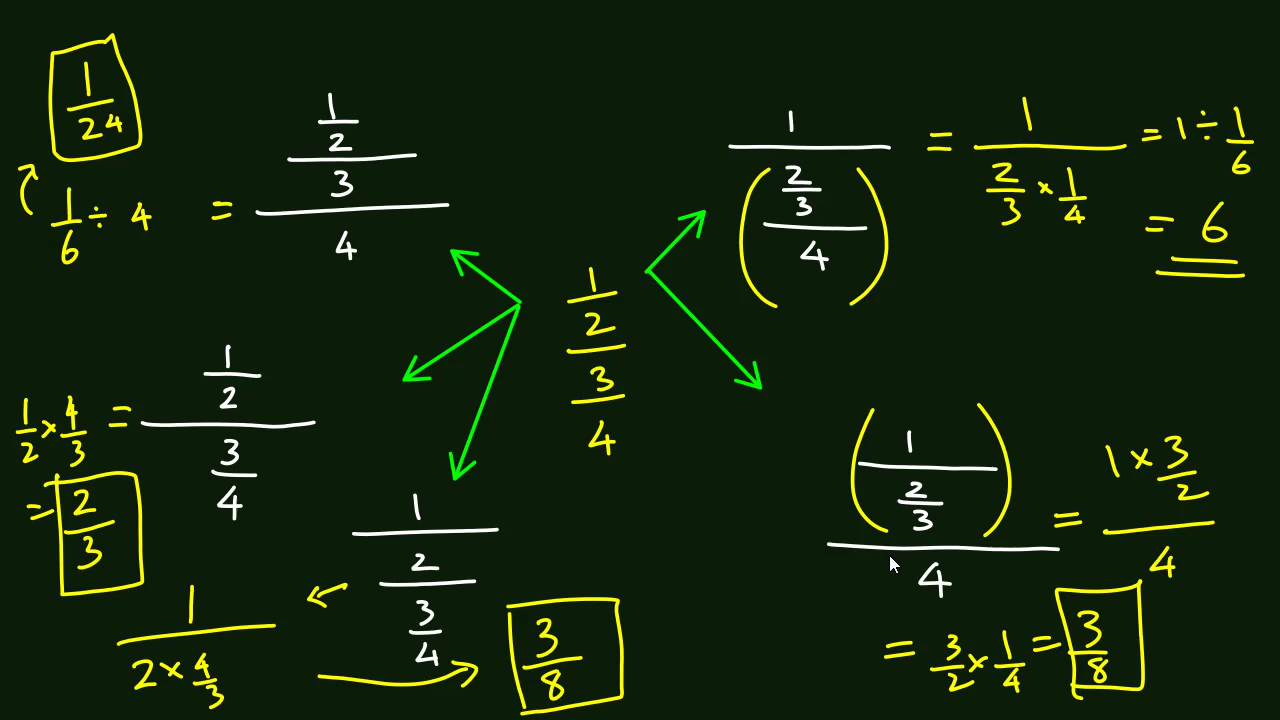 1/24
1/6 ÷ 4 = ((1/2)/3)/4
1/2 × 4/3 = (1/2)/(3/4)
= 2/3
1/(2/(3/4))
1/(2 × 4/3)
3/8
1/2/3/4
1/((2/3)/4) = 1/(2/3 × 1/4) = 1 ÷ 1/6
= 6
(1/(2/3))/4 = (1 × 3/2)/4
= 3/2 × 1/4 = 3/8